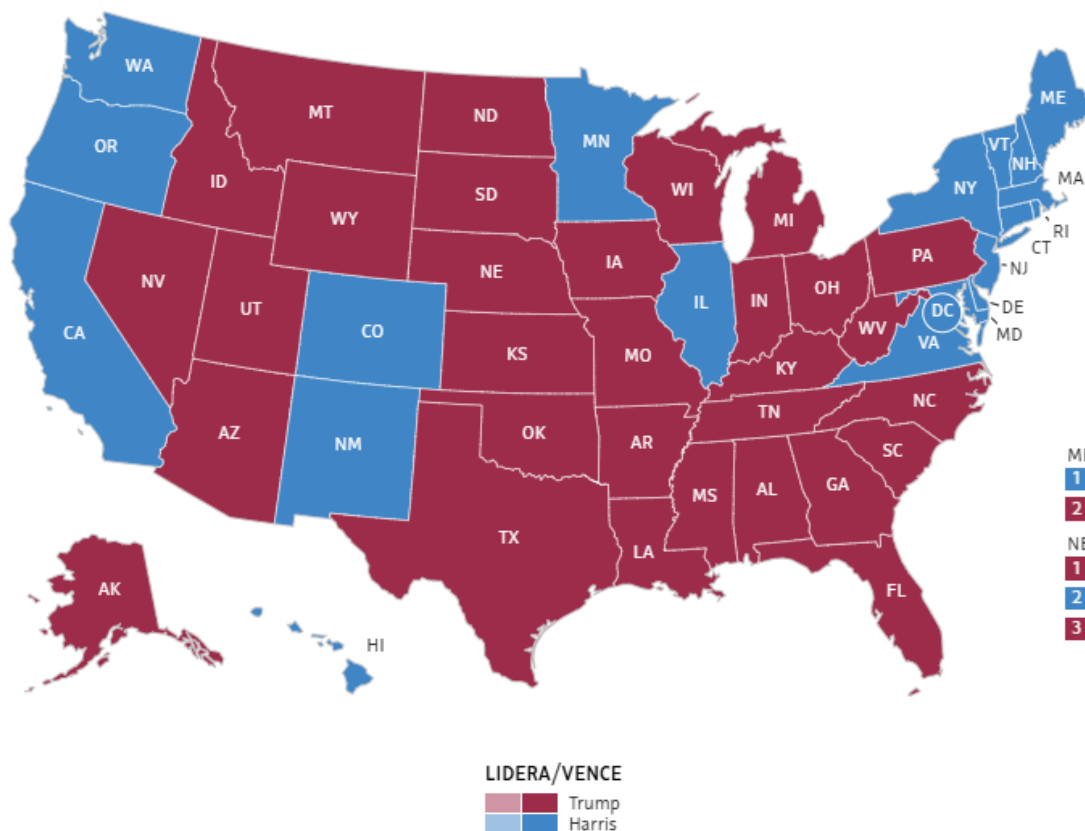 WA
ME
MT
ND
OR
MN
VT
NH
ID
SD
WI
NY
MA
WY
MI
RI
CT
NV
NE
IA
PA
NJ
UT
IL
IN
OH
CA
CO
DC
DE
MD
KS
MO
WV
VA
KY
NC
TN
AZ
NM
OK
AR
SC
MS
AL
GA
TX
LA
1
2
NE
1
2
3
AK
FL
HI
LIDERA/VENCE
Trump
Harris